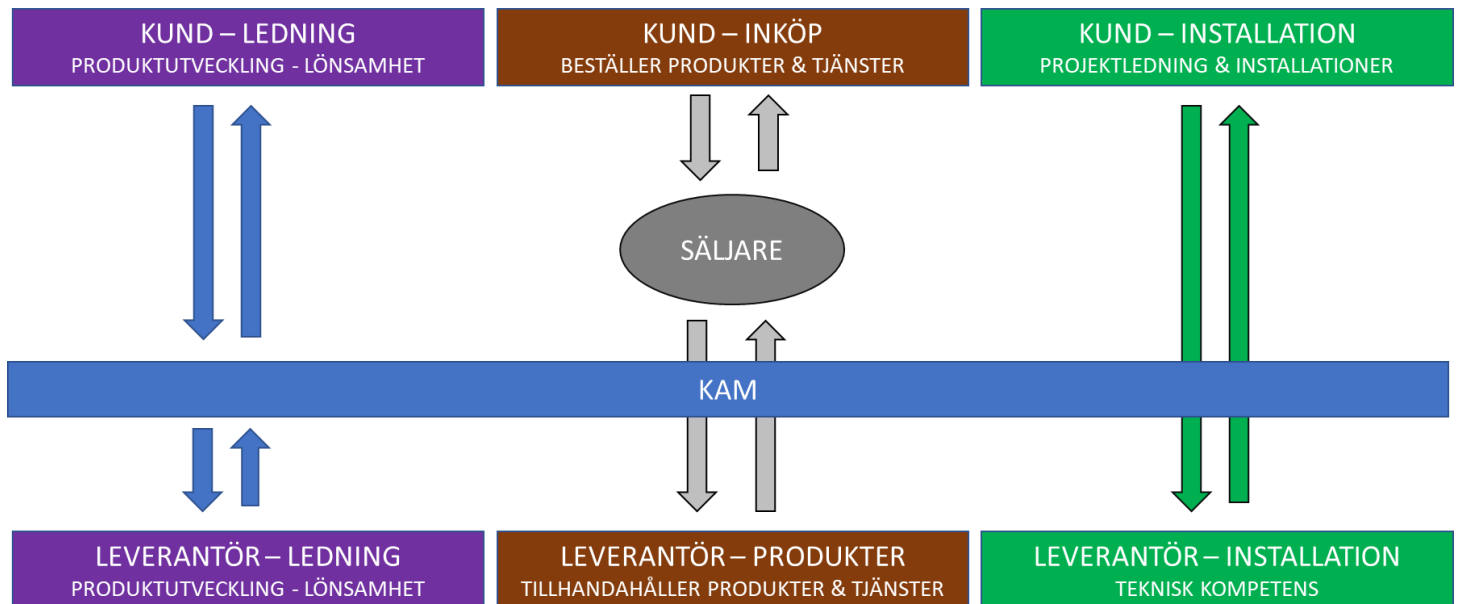 KUND – LEDNING
PRODUKTUTVECKLING - LÖNSAMHET
KUND – INKÖP
BESTÄLLER PRODUKTER & TJÄNSTER
KUND – INSTALLATION
PROJEKTLEDNING & INSTALLATIONER
SÄLJARE
KAM
LEVERANTÖR – LEDNING
PRODUKTUTVECKLING - LÖNSAMHET
LEVERANTÖR – PRODUKTER
TILLHANDAHÅLLER PRODUKTER & TJÄNSTER
LEVERANTÖR – INSTALLATION
TEKNISK KOMPETENS